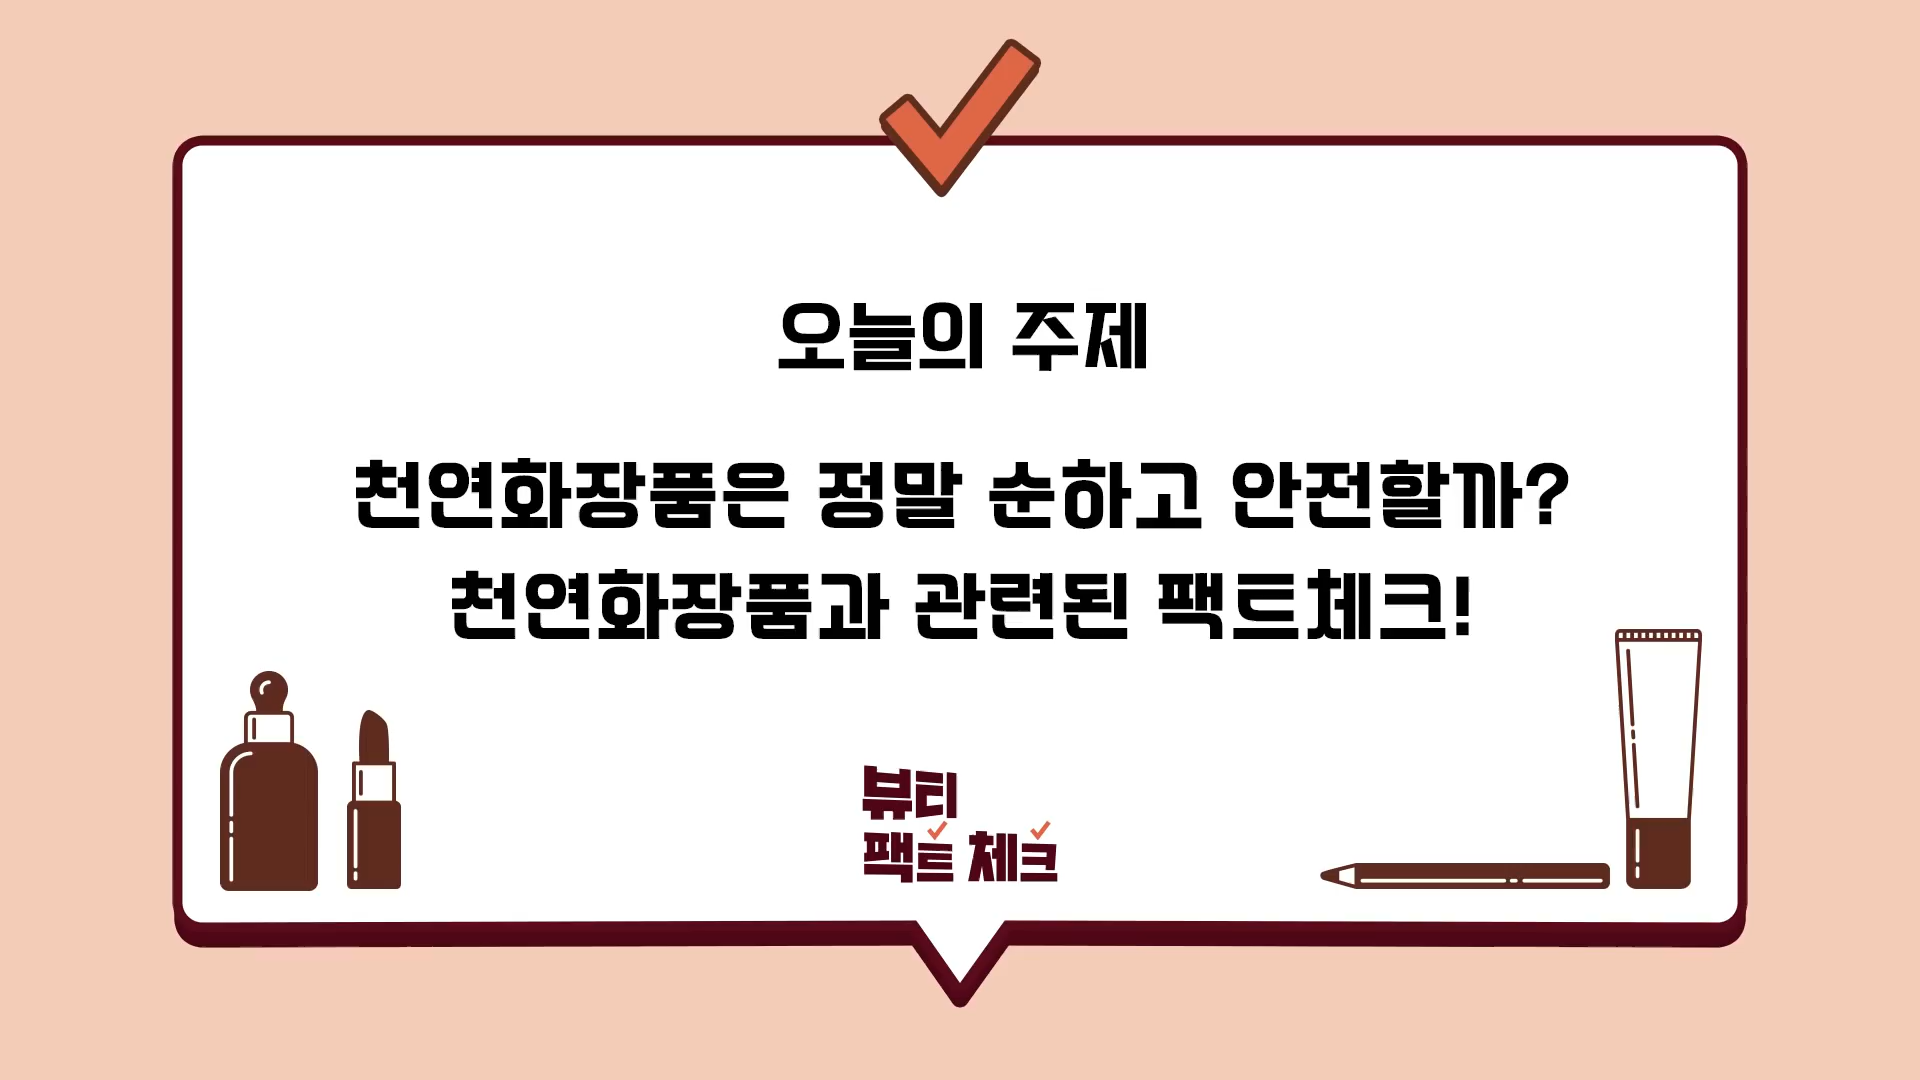 오늘의 주제
천연화장품은 정말 순하고 안전할까?
천연화장품과 관련된 팩트체크!
뷰티
팩트 체크